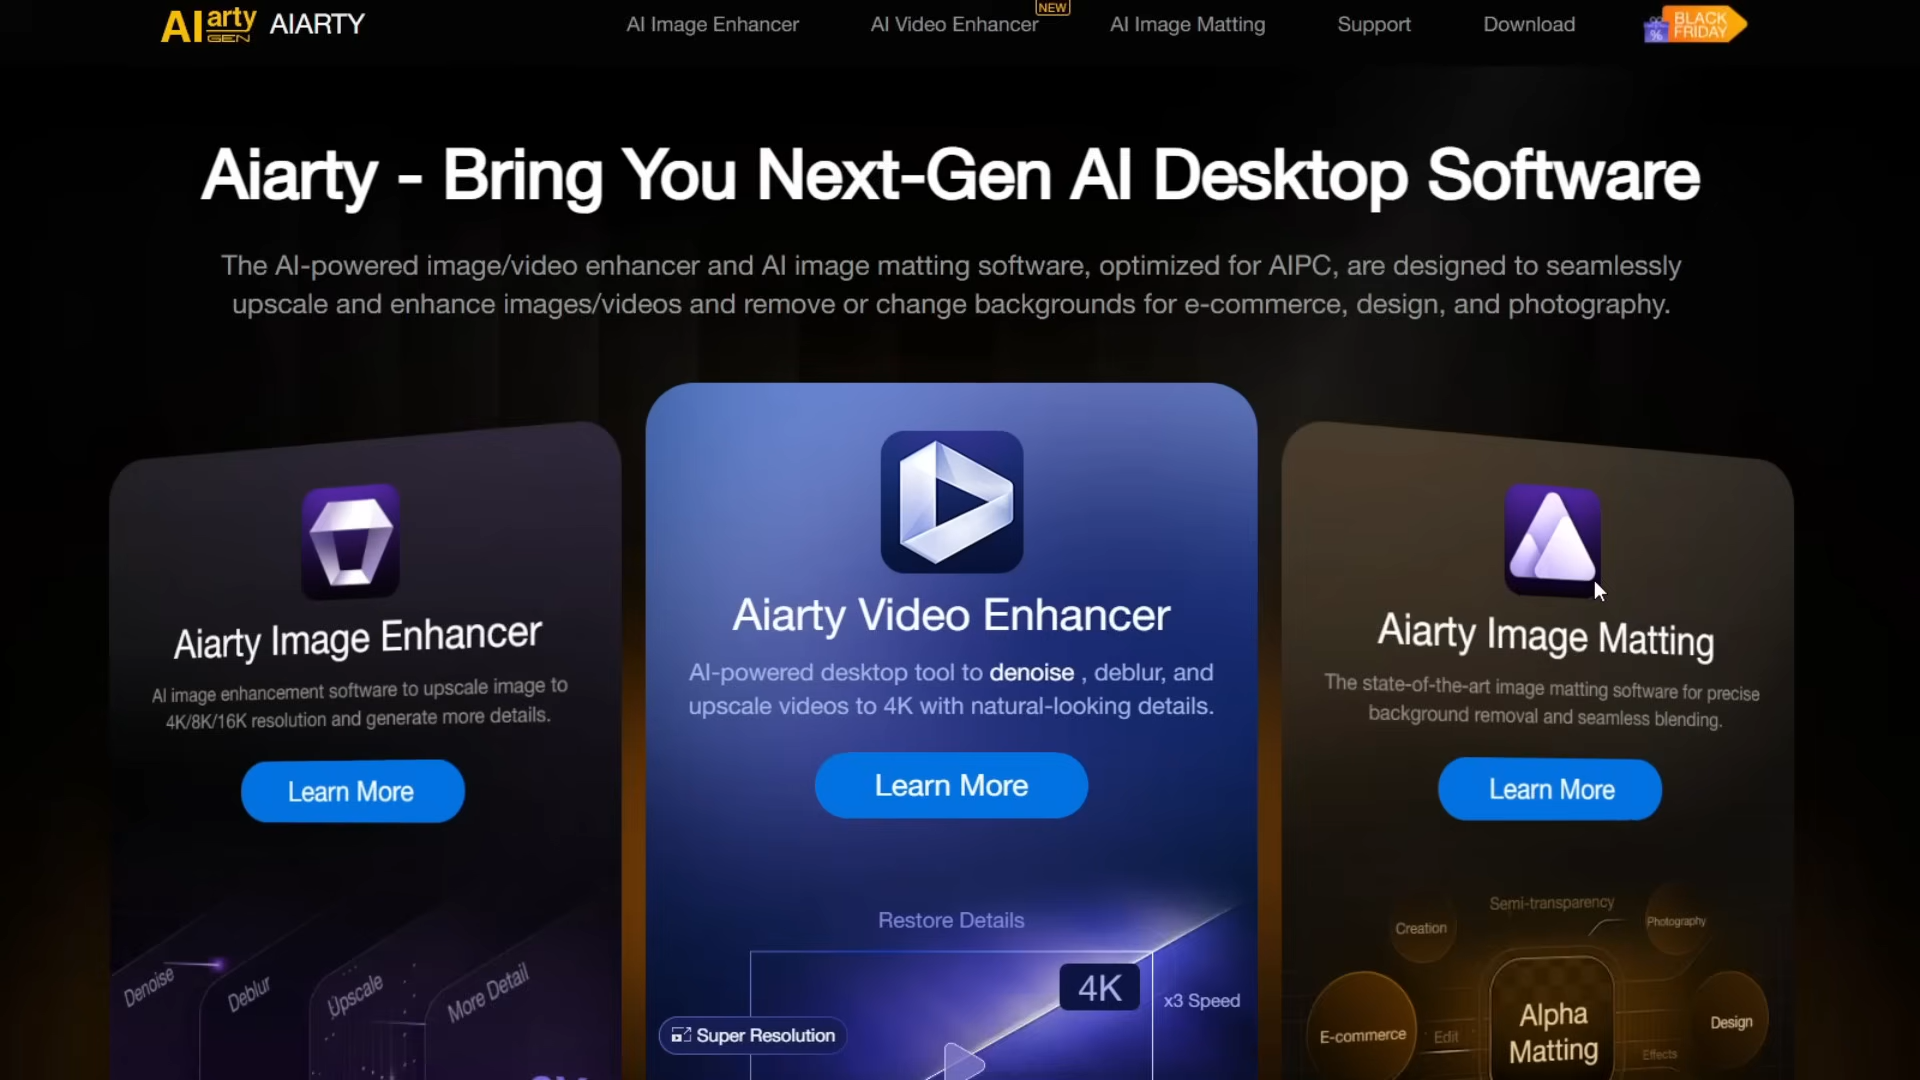 AI arty GEN AIARTY
AI Image Enhancer
AI Video Enhancer
NEW
AI Image Matting
Support
Download
%
BLACK
FRIDAY
Aiarty - Bring You Next-Gen AI Desktop Software
The AI-powered image/video enhancer and AI image matting software, optimized for AIPC, are designed to seamlessly
upscale and enhance images/videos and remove or change backgrounds for e-commerce, design, and photography.
Aiarty Image Enhancer
AI image enhancement software to upscale image to
4K/8K/16K resolution and generate more details.
Learn More
Denoise
Deblur
Upscale
More Detail
Aiarty Video Enhancer
AI-powered desktop tool to denoise , deblur, and
upscale videos to 4K with natural-looking details.
Learn More
Restore Details
4K
x3 Speed
Super Resolution
Aiarty Image Matting
The state-of-the-art image matting software for precise
background removal and seamless blending.
Learn More
Semi-transparency
Creation
Photography
E-commerce
Edit
Alpha
Matting
Design
Effects